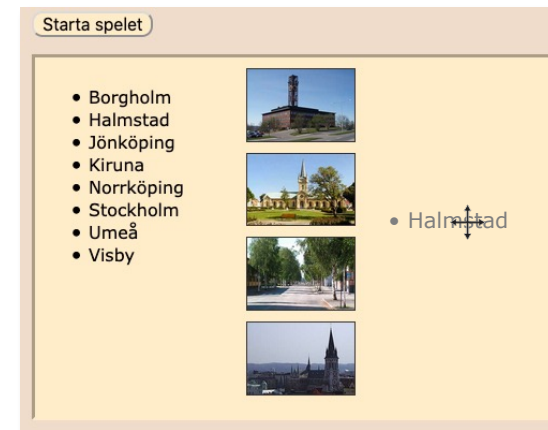 Starta spelet
Borgholm
Halmstad
Jönköping
Kiruna
Norrköping
Stockholm
Umeå
Visby
Halmstad